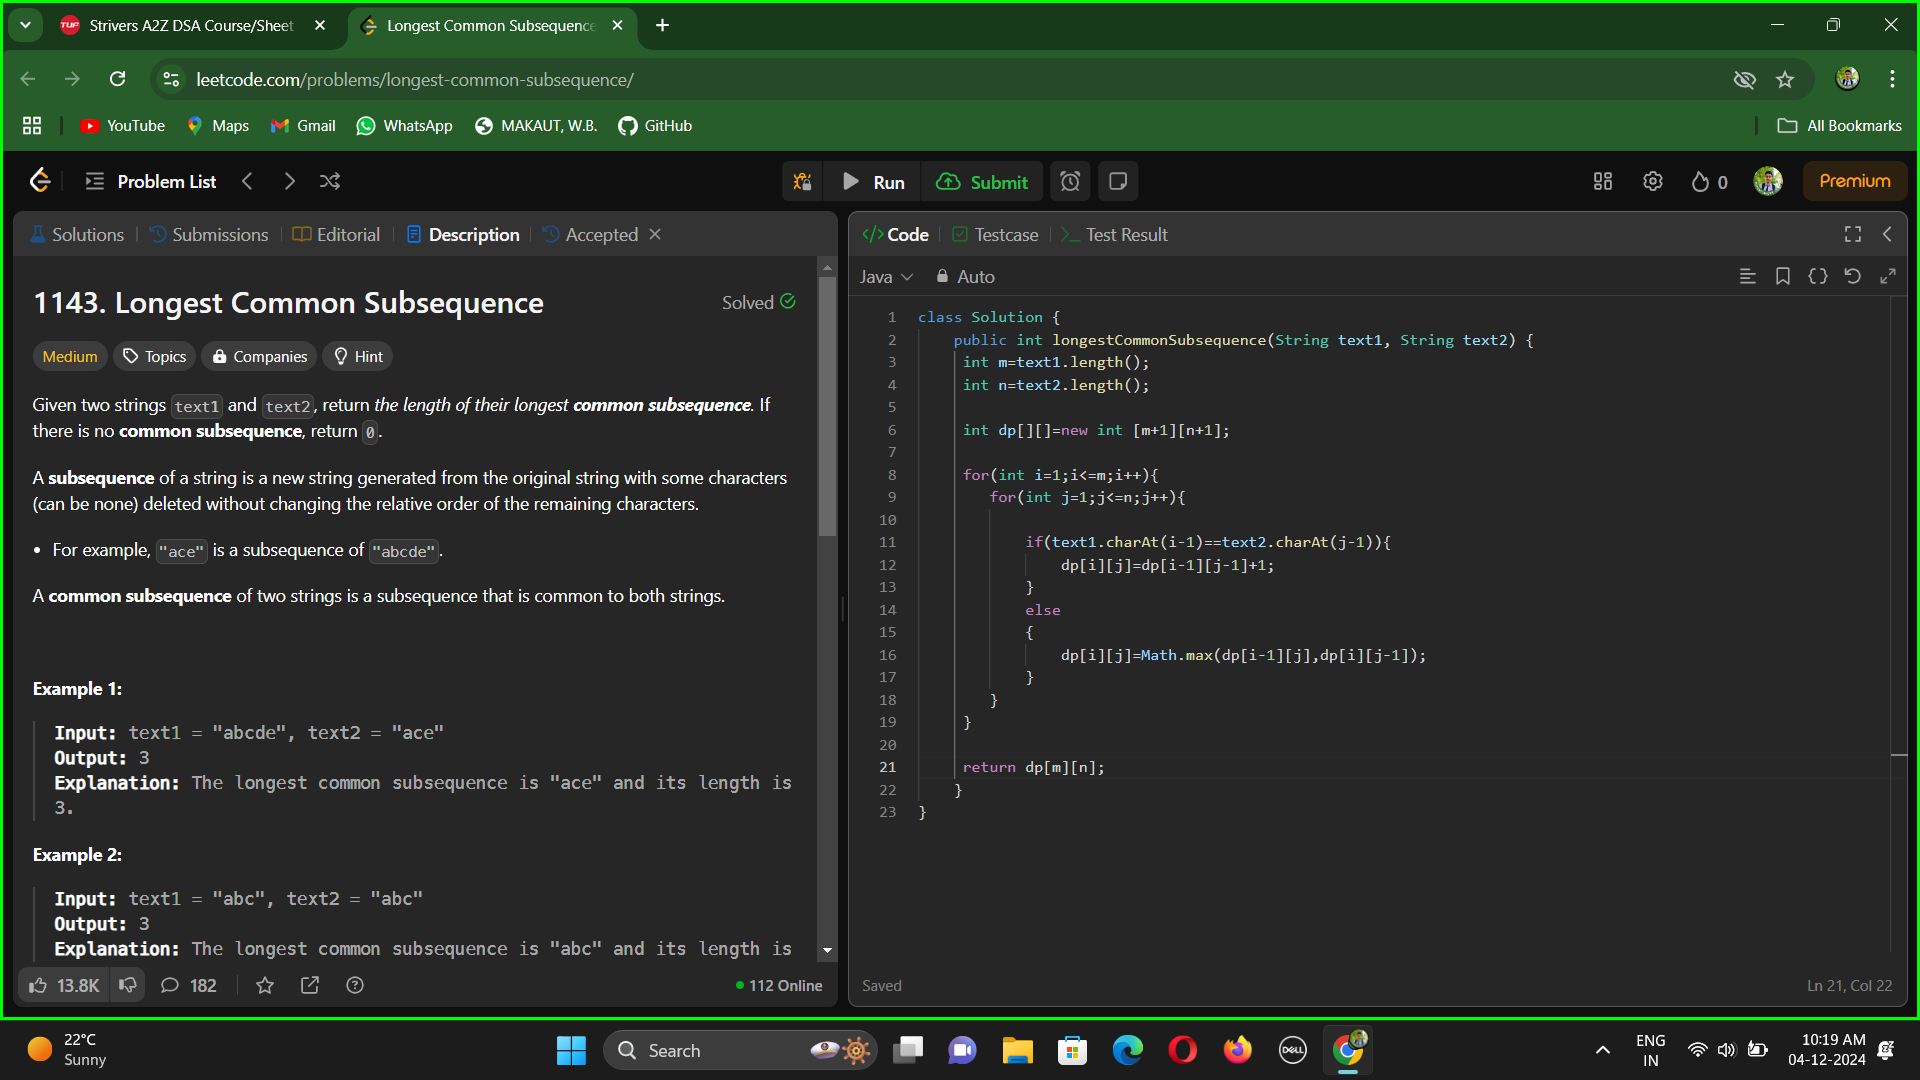 Strivers A2Z DSA Course/Sheet
Longest Common Subsequence
leetcode.com/problems/longest-common-subsequence/
YouTube Maps Gmail WhatsApp MAKAUT, W.B. GitHub All Bookmarks
Problem List Run Submit 0 Premium
Solutions Submissions Editorial Description Accepted
1143. Longest Common Subsequence Solved
Medium Topics Companies Hint
Given two strings text1 and text2, return the length of their longest common subsequence. If
there is no common subsequence, return 0.
A subsequence of a string is a new string generated from the original string with some characters
(can be none) deleted without changing the relative order of the remaining characters.
• For example, "ace" is a subsequence of "abcde".
A common subsequence of two strings is a subsequence that is common to both strings.
Example 1:
Input: text1 = "abcde", text2 = "ace"
Output: 3
Explanation: The longest common subsequence is "ace" and its length is
3.
Example 2:
Input: text1 = "abc", text2 = "abc"
Output: 3
Explanation: The longest common subsequence is "abc" and its length is
13.8K 182 112 Online
Code Testcase Test Result
Java Auto
1 class Solution {
2 public int longestCommonSubsequence(String text1, String text2) {
3 int m=text1.length();
4 int n=text2.length();
5
6 int dp[][]=new int [m+1][n+1];
7
8 for(int i=1;i<=m;i++){
9 for(int j=1;j<=n;j++){
10
11 if(text1.charAt(i-1)==text2.charAt(j-1)){
12 dp[i][j]=dp[i-1][j-1]+1;
13 }
14 else
15 {
16 dp[i][j]=Math.max(dp[i-1][j],dp[i][j-1]);
17 }
18 }
19 }
20
21 return dp[m][n];
22 }
23 }
Saved Ln 21, Col 22
22°C
Sunny
Search
DELL
ENG
IN
10:19 AM
04-12-2024